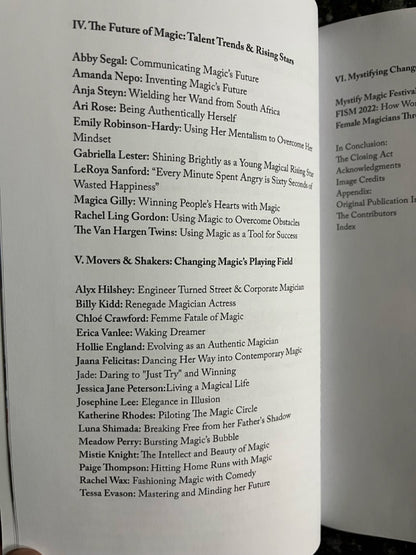 IV. The Future of Magic: Talent Trends & Rising Stars
Abby Segal: Communicating Magic's Future
Amanda Nepo: Inventing Magic's Future
Anja Steyn: Wielding her Wand from South Africa
Ari Rose: Being Authentically Herself
Emily Robinson-Hardy: Using Her Mentalism to Overcome Her
Mindset
Gabriella Lester: Shining Brightly as a Young Magical Rising Star
LeRoya Sanford: "Every Minute Spent Angry is Sixty Seconds of
Wasted Happiness"
Magica Gilly: Winning People's Hearts with Magic
Rachel Ling Gordon: Using Magic to Overcome Obstacles
The Van Hargen Twins: Using Magic as a Tool for Success
V. Movers & Shakers: Changing Magic's Playing Field
Alyx Hilshey: Engineer Turned Street & Corporate Magician
Billy Kidd: Renegade Magician Actress
Chloé Crawford: Femme Fatale of Magic
Erica Vanlee: Waking Dreamer
Hollie England: Evolving as an Authentic Magician
Jaana Felicitas: Dancing Her Way into Contemporary Magic
Jade: Daring to "Just Try" and Winning
Jessica Jane Peterson:Living a Magical Life
Josephine Lee: Elegance in Illusion
Katherine Rhodes: Piloting The Magic Circle
Luna Shimada: Breaking Free from her Father's Shadow
Meadow Perry: Bursting Magic's Bubble
Mistie Knight: The Intellect and Beauty of Magic
Paige Thompson: Hitting Home Runs with Magic
Rachel Wax: Fashioning Magic with Comedy
Tessa Evason: Mastering and Minding her Future
VI. Mystifying Chang
Mystify Magic Festival
FISM 2022: How Wo
Female Magicians Thr
In Conclusion:
The Closing Act
Acknowledgments
Image Credits
Appendix:
Original Publication In
The Contributors
Index